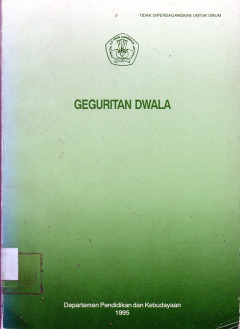 TIDAK DIPERDAGANGKAN UNTUK UMUM
GEGURITAN DWALA
Departemen Pendidikan dan Kebudayaan
1995